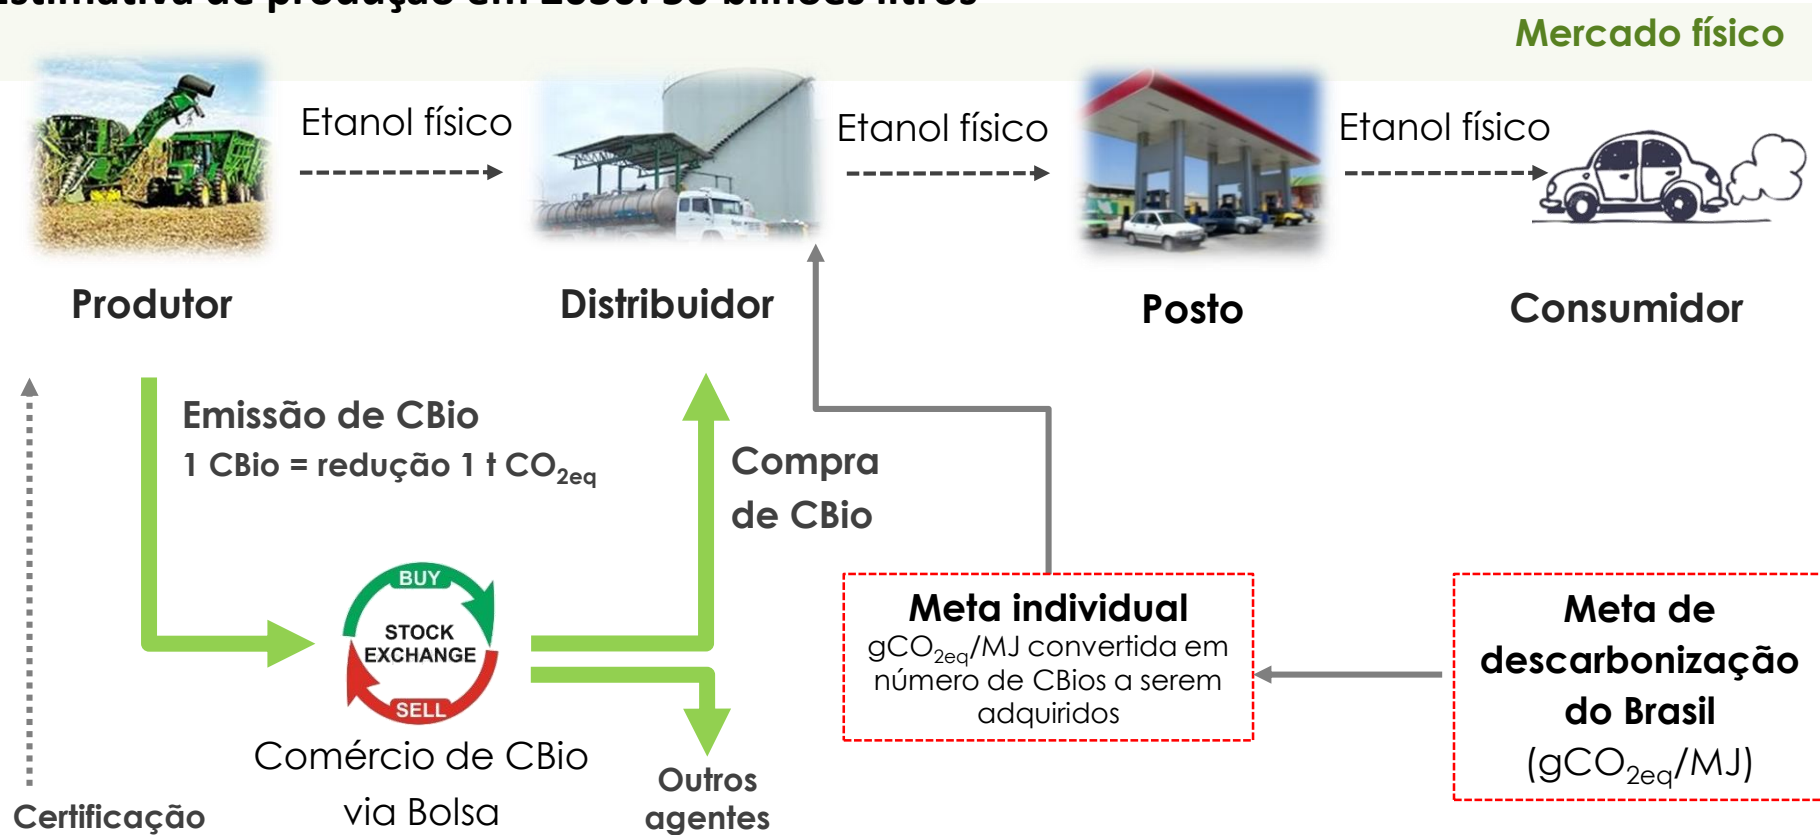 Mercado físico
Etanol físico
Etanol físico
Etanol físico
Produtor
Distribuidor
Posto
Consumidor
Emissão de CBio
1 CBio = redução 1 t CO₂eq
Compra
de CBio
BUY
STOCK
EXCHANGE
SELL
Comércio de CBio
via Bolsa
Outros
agentes
Certificação
Meta individual
gCO₂eq/MJ convertida em
número de CBios a serem
adquiridos
Meta de
descarbonização
do Brasil
(gCO₂eq/MJ)